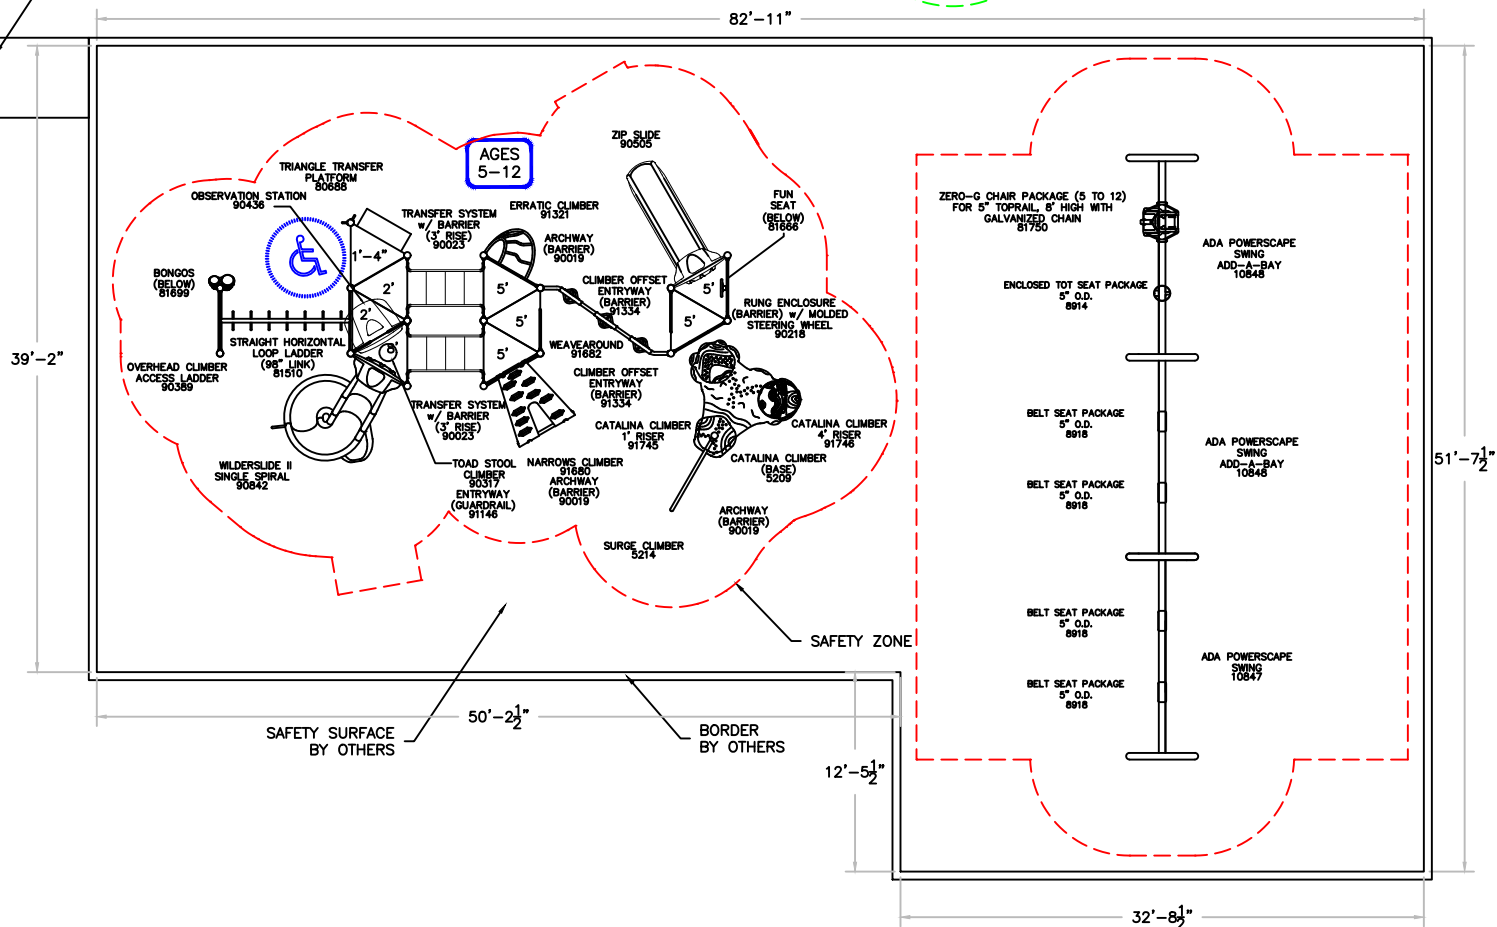 82'-11"
AGES
5-12
ZIP SLIDE
90505
TRIANGLE TRANSFER
PLATFORM
80688
OBSERVATION STATION
90436
TRANSFER SYSTEM
w/ BARRIER
(3' RISE)
90023
ERRATIC CLIMBER
91321
ARCHWAY
(BARRIER)
90019
FUN
SEAT
(BELOW)
81666
BONGOS
(BELOW)
81699
1'-4"
2'
2'
8'
5'
5'
5'
5'
5'
CLIMBER OFFSET
ENTRYWAY
(BARRIER)
91334
RUNG ENCLOSURE
(BARRIER) w/ MOLDED
STEERING WHEEL
90218
STRAIGHT HORIZONTAL
LOOP LADDER
(98" LINK)
81510
WEAVEAROUND
91682
OVERHEAD CLIMBER
ACCESS LADDER
90389
CLIMBER OFFSET
ENTRYWAY
(BARRIER)
91334
TRANSFER SYSTEM
w/ BARRIER
(3' RISE)
90023
CATALINA CLIMBER
1' RISER
91745
CATALINA CLIMBER
4' RISER
91746
WILDERSLIDE II
SINGLE SPIRAL
90842
TOAD STOOL
CLIMBER
90317
ENTRYWAY
(GUARDRAIL)
91146
NARROWS CLIMBER
91680
ARCHWAY
(BARRIER)
90019
CATALINA CLIMBER
(BASE)
5209
ARCHWAY
(BARRIER)
90019
SURGE CLIMBER
5214
ZERO-G CHAIR PACKAGE (5 TO 12)
FOR 5" TOPRAIL, 8' HIGH WITH
GALVANIZED CHAIN
81750
ADA POWERSCAPE
SWING
ADD-A-BAY
10848
ENCLOSED TOT SEAT PACKAGE
5" O.D.
8914
BELT SEAT PACKAGE
5" O.D.
8918
ADA POWERSCAPE
SWING
ADD-A-BAY
10848
BELT SEAT PACKAGE
5" O.D.
8918
BELT SEAT PACKAGE
5" O.D.
8918
ADA POWERSCAPE
SWING
10847
BELT SEAT PACKAGE
5" O.D.
8918
39'-2"
51'-7½"
SAFETY ZONE
50'-2½"
SAFETY SURFACE
BY OTHERS
BORDER
BY OTHERS
12'-5½"
32'-8½"